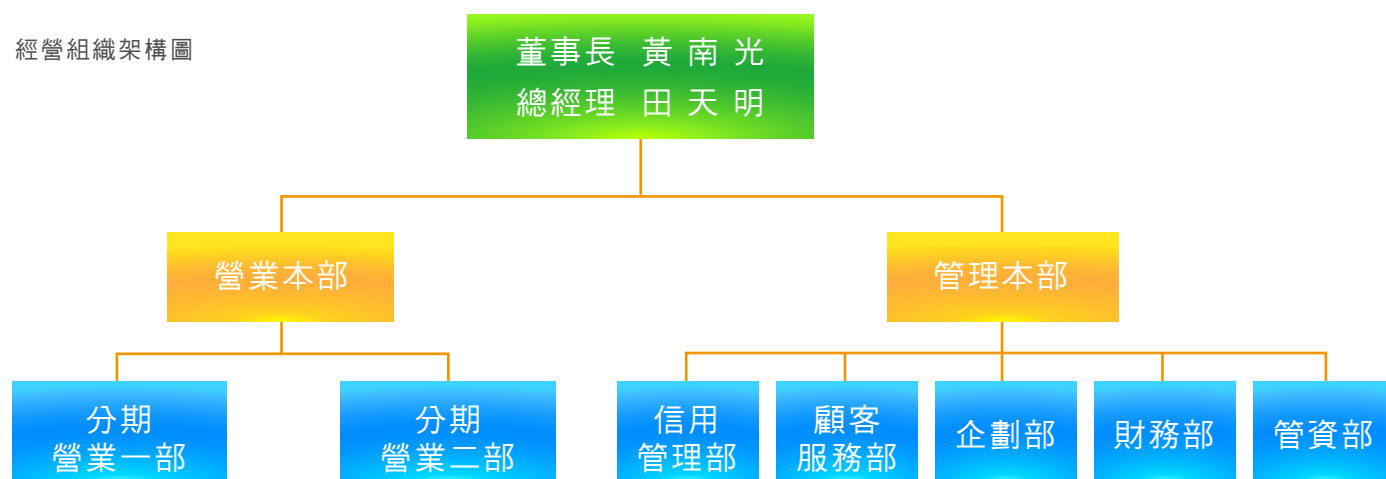 經營組織架構圖
董事長 黃南光
總經理 田天明
營業本部
管理本部
分期
營業一部
分期
營業二部
信用
管理部
顧客
服務部
企劃部
財務部
管資部